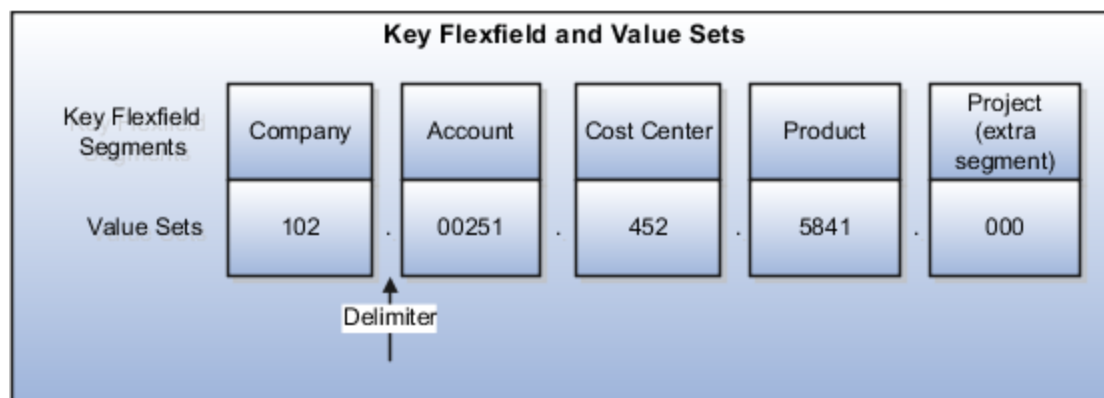 Key Flexfield and Value Sets
Key Flexfield
Segments
Company
Account
Cost Center
Product
Project
(extra
segment)
Value Sets
102 . 00251 . 452 . 5841 . 000
Delimiter